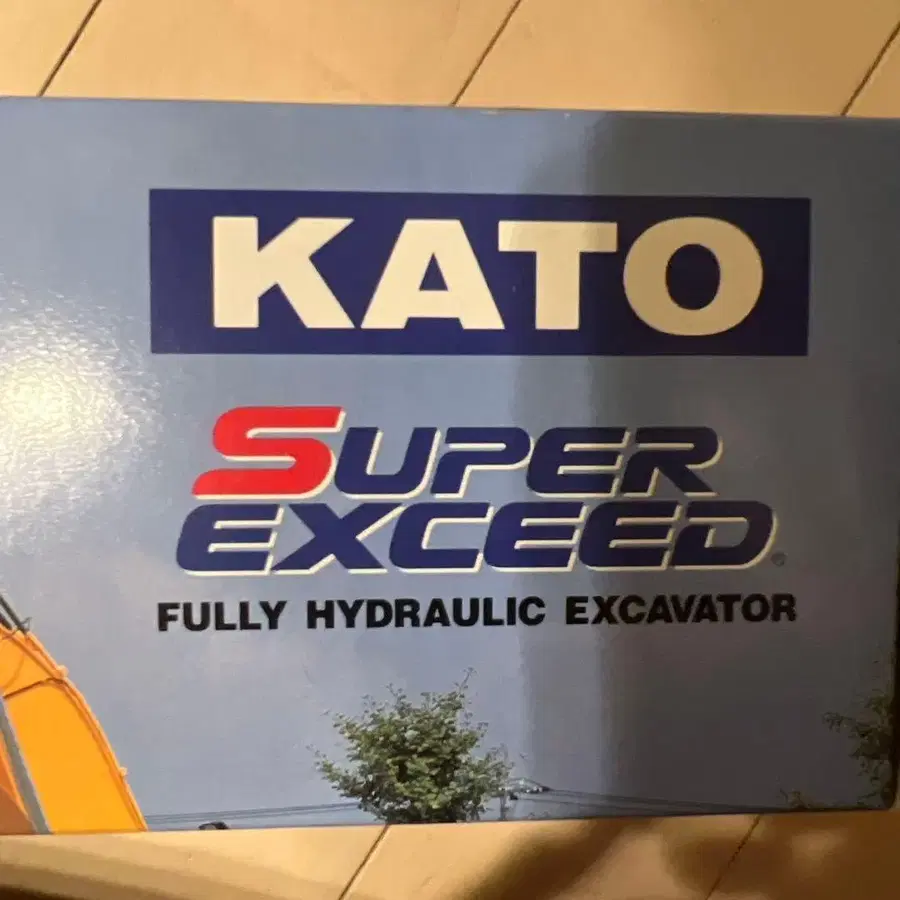 KATO
SUPER
EXCEED®
FULLY HYDRAULIC EXCAVATOR